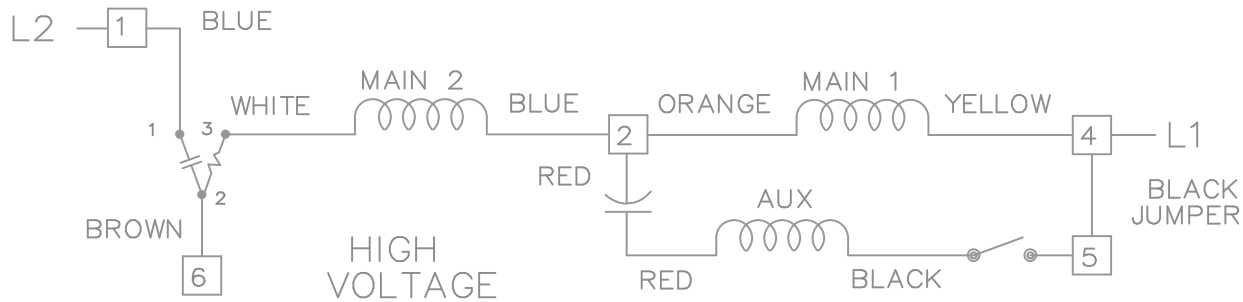 L2
1
BLUE
WHITE
MAIN 2
BLUE
2
ORANGE
MAIN 1
YELLOW
4
L1
1
3
2
BROWN
6
HIGH
VOLTAGE
RED
AUX
RED
BLACK
5
BLACK
JUMPER